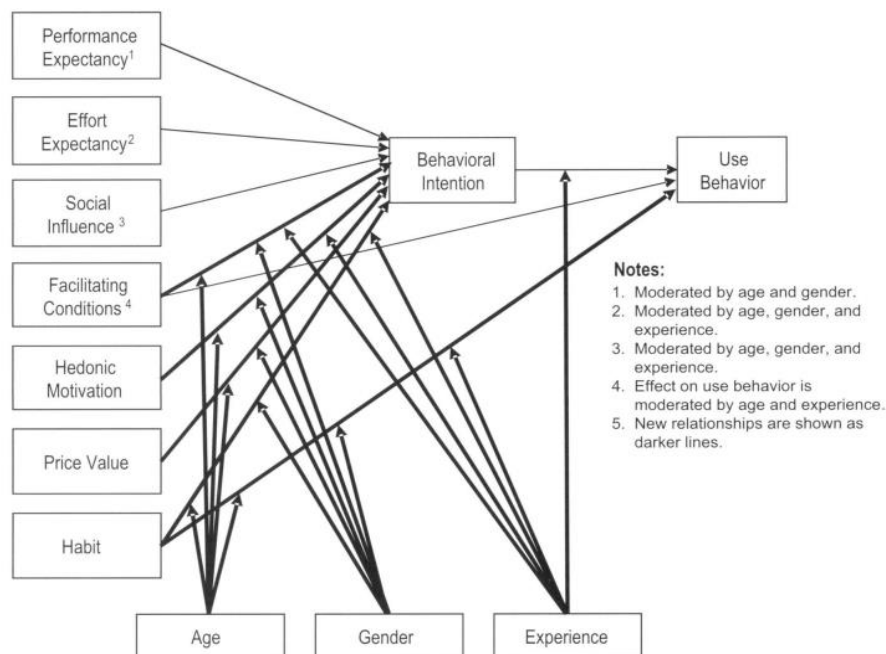 Performance
Expectancy1
Effort
Expectancy2
Social
Influence 3
Facilitating
Conditions 4
Hedonic
Motivation
Price Value
Habit
Behavioral
Intention
Use
Behavior
Notes:
1. Moderated by age and gender.
2. Moderated by age, gender, and
experience.
3. Moderated by age, gender, and
experience.
4. Effect on use behavior is
moderated by age and experience.
5. New relationships are shown as
darker lines.
Age
Gender
Experience